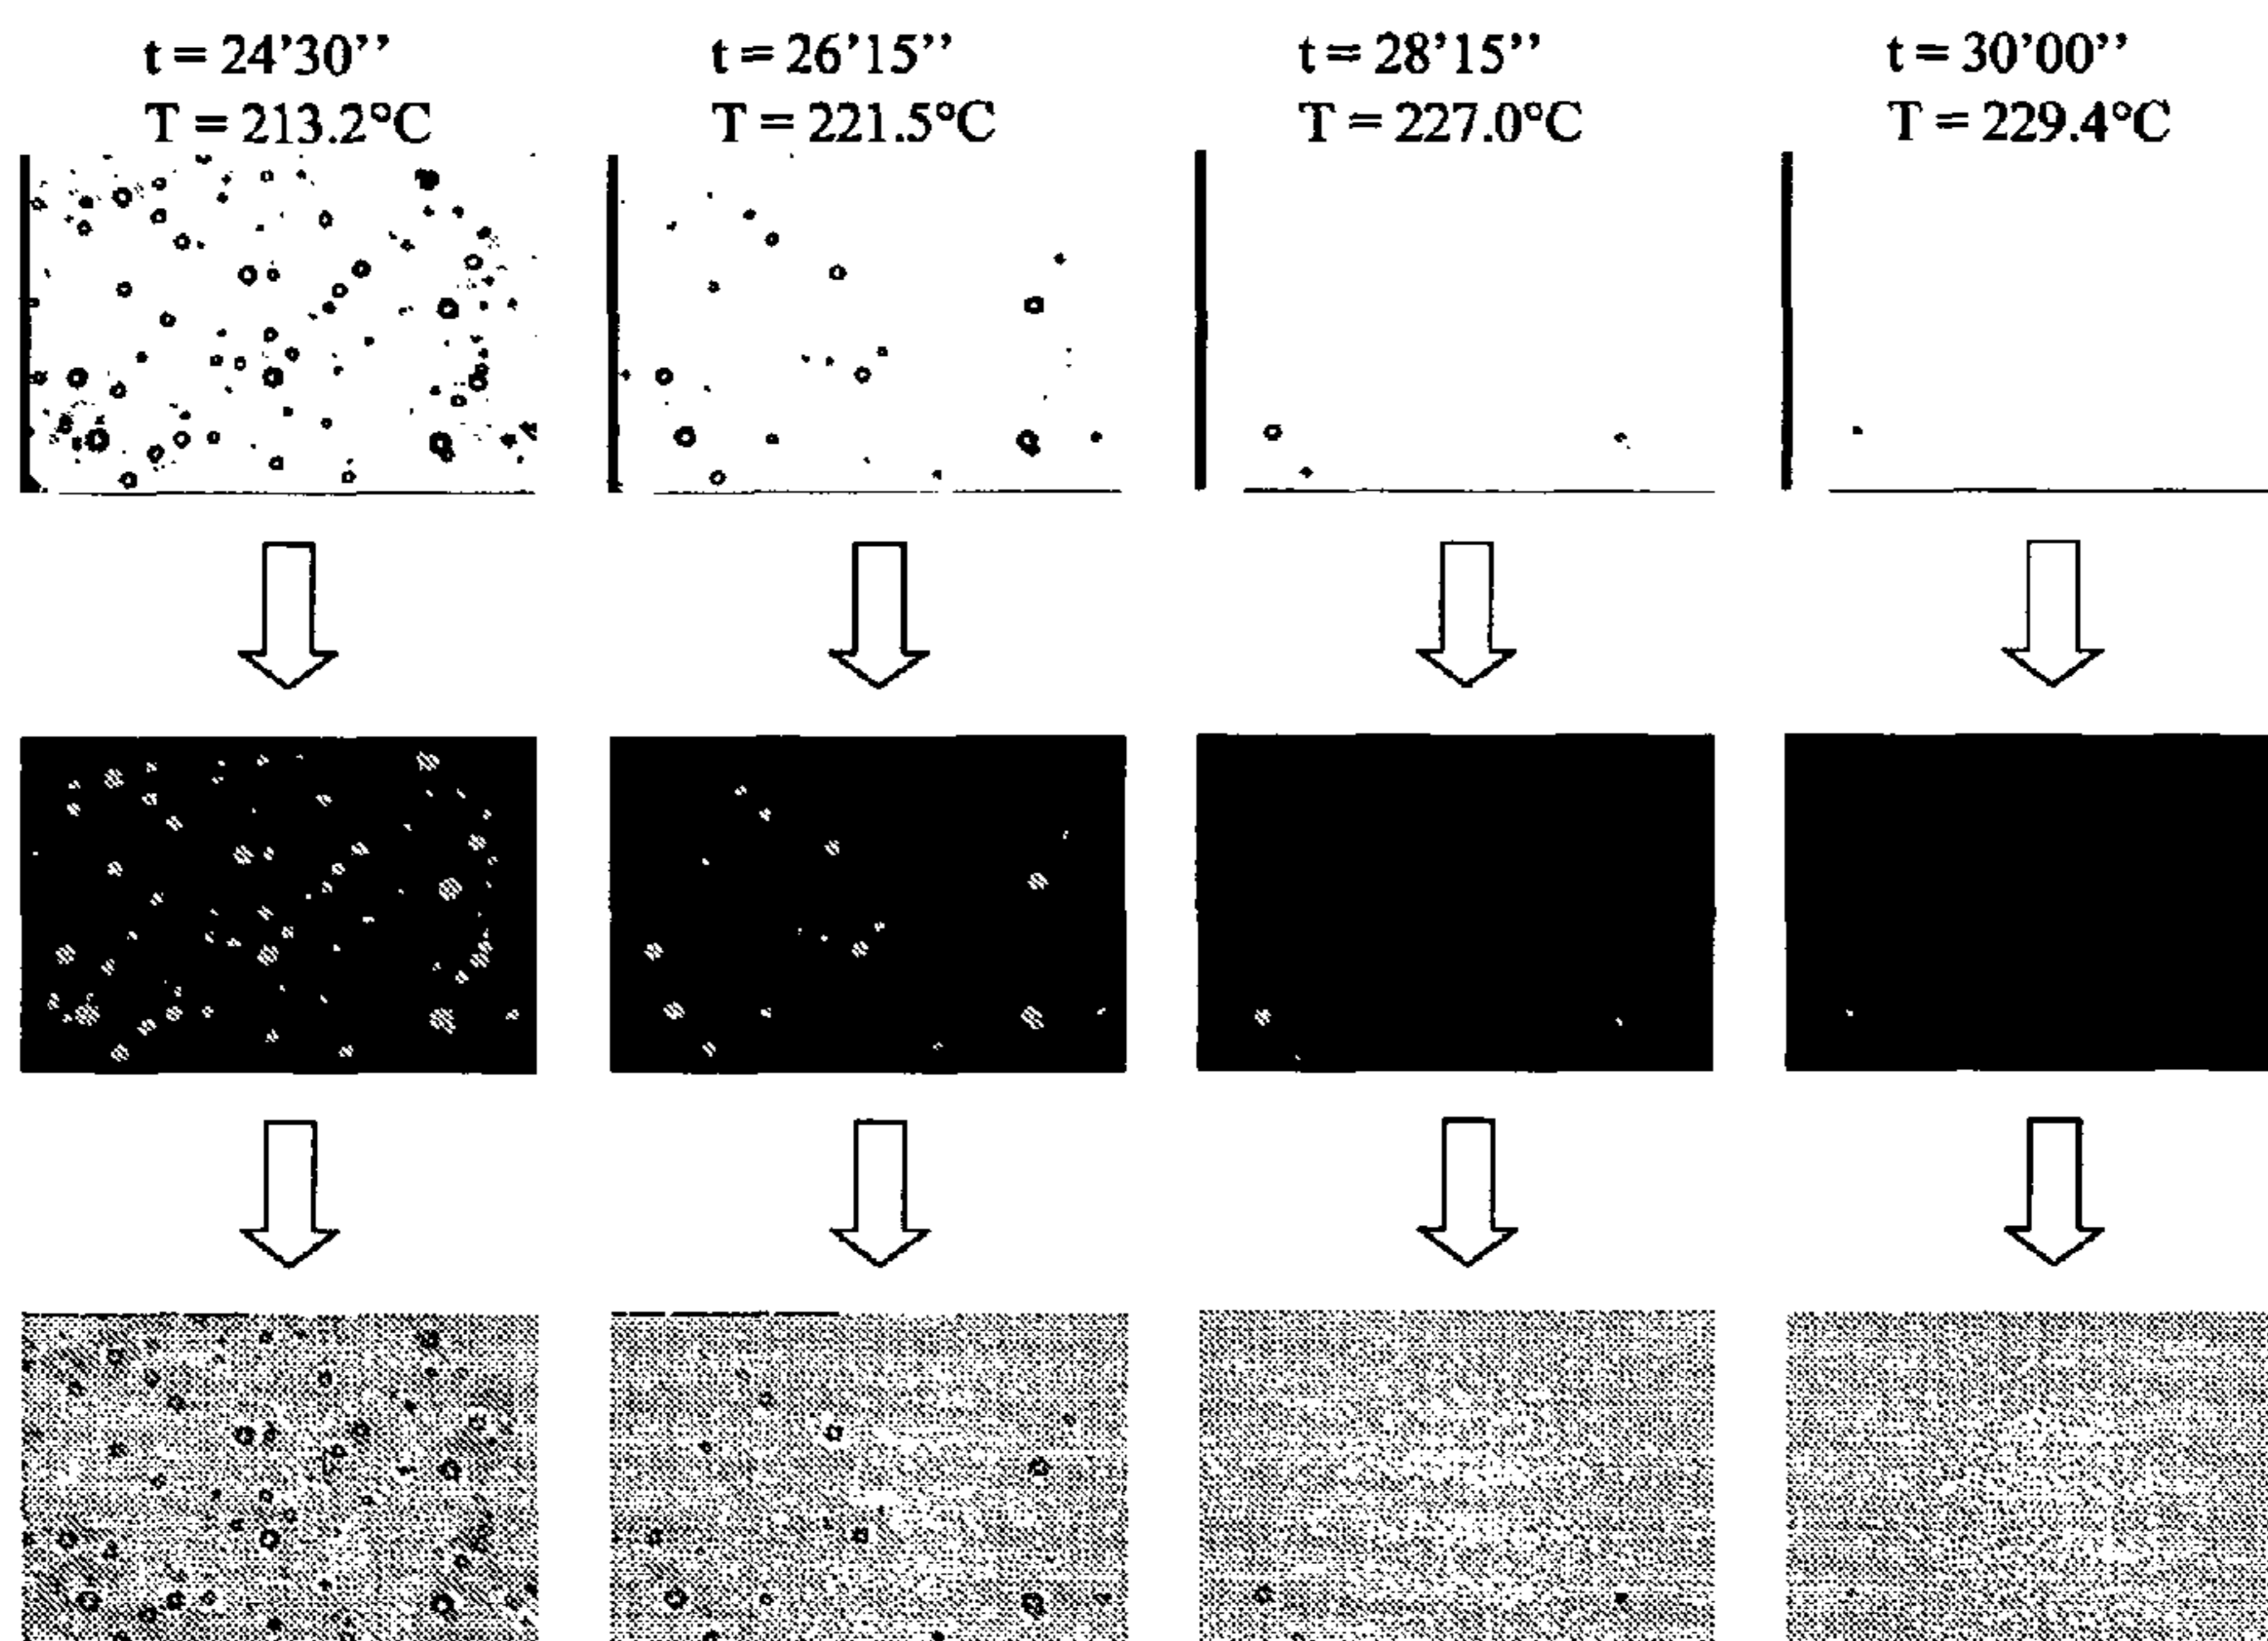 t = 24’30’’
T = 213.2°C
t = 26’15’’
T = 221.5°C
t = 28’15’’
T = 227.0°C
t = 30’00’’
T = 229.4°C